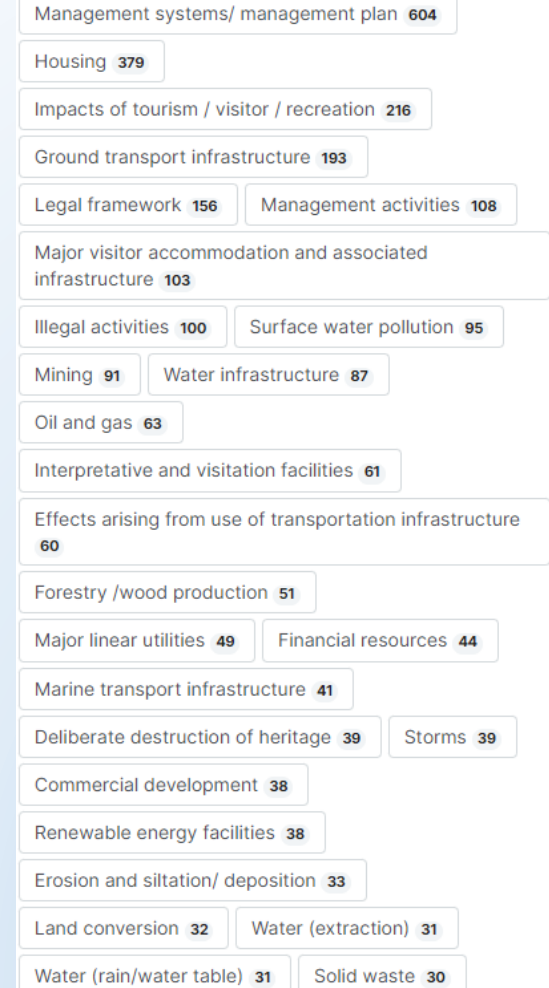 Management systems/ management plan 604
Housing 379
Impacts of tourism / visitor / recreation 216
Ground transport infrastructure 193
Legal framework 156 Management activities 108
Major visitor accommodation and associated
infrastructure 103
Illegal activities 100 Surface water pollution 95
Mining 91 Water infrastructure 87
Oil and gas 63
Interpretative and visitation facilities 61
Effects arising from use of transportation infrastructure
60
Forestry /wood production 51
Major linear utilities 49 Financial resources 44
Marine transport infrastructure 41
Deliberate destruction of heritage 39 Storms 39
Commercial development 38
Renewable energy facilities 38
Erosion and siltation/ deposition 33
Land conversion 32 Water (extraction) 31
Water (rain/water table) 31 Solid waste 30